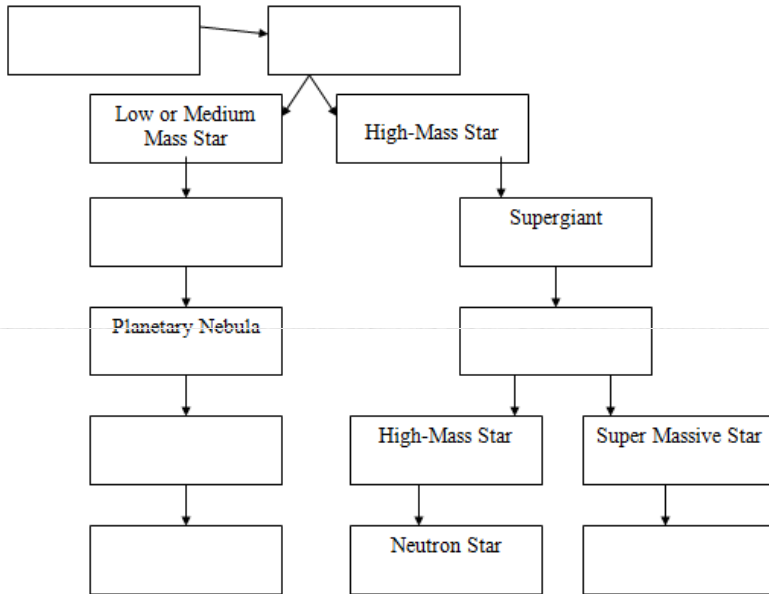 Low or Medium
Mass Star
High-Mass Star
Supergiant
Planetary Nebula
High-Mass Star
Super Massive Star
Neutron Star